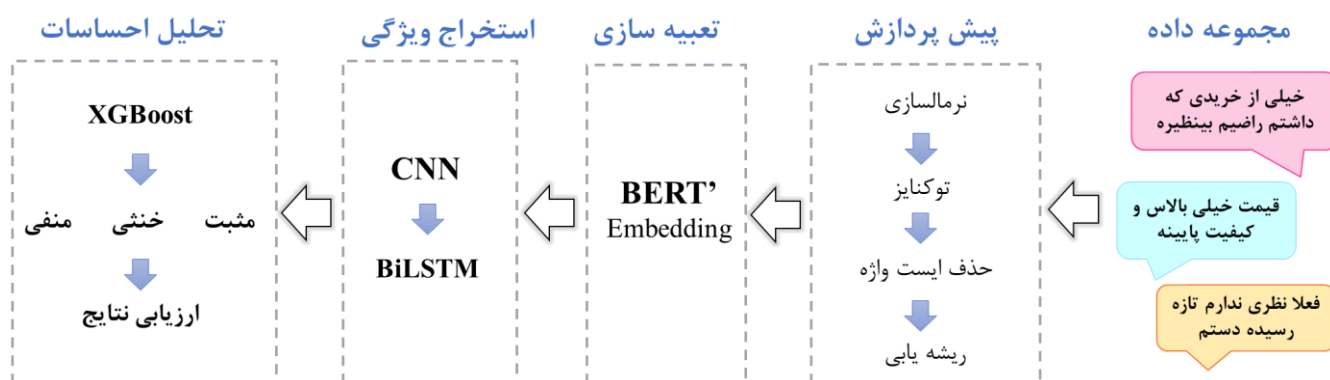 مجموعه داده
خیلی از خریدی که
داشتم راضیم بینظیره
قیمت خیلی بالاس و
کیفیت پایینه
فعلا نظری ندارم تازه
رسیده دستم
پیش پردازش
نرمالسازی
توکنایز
حذف ایست واژه
ریشه یابی
تعبیه سازی
BERT’
Embedding
استخراج ویژگی
CNN
BiLSTM
تحلیل احساسات
XGBoost
مثبت خنثی منفی
ارزیابی نتایج